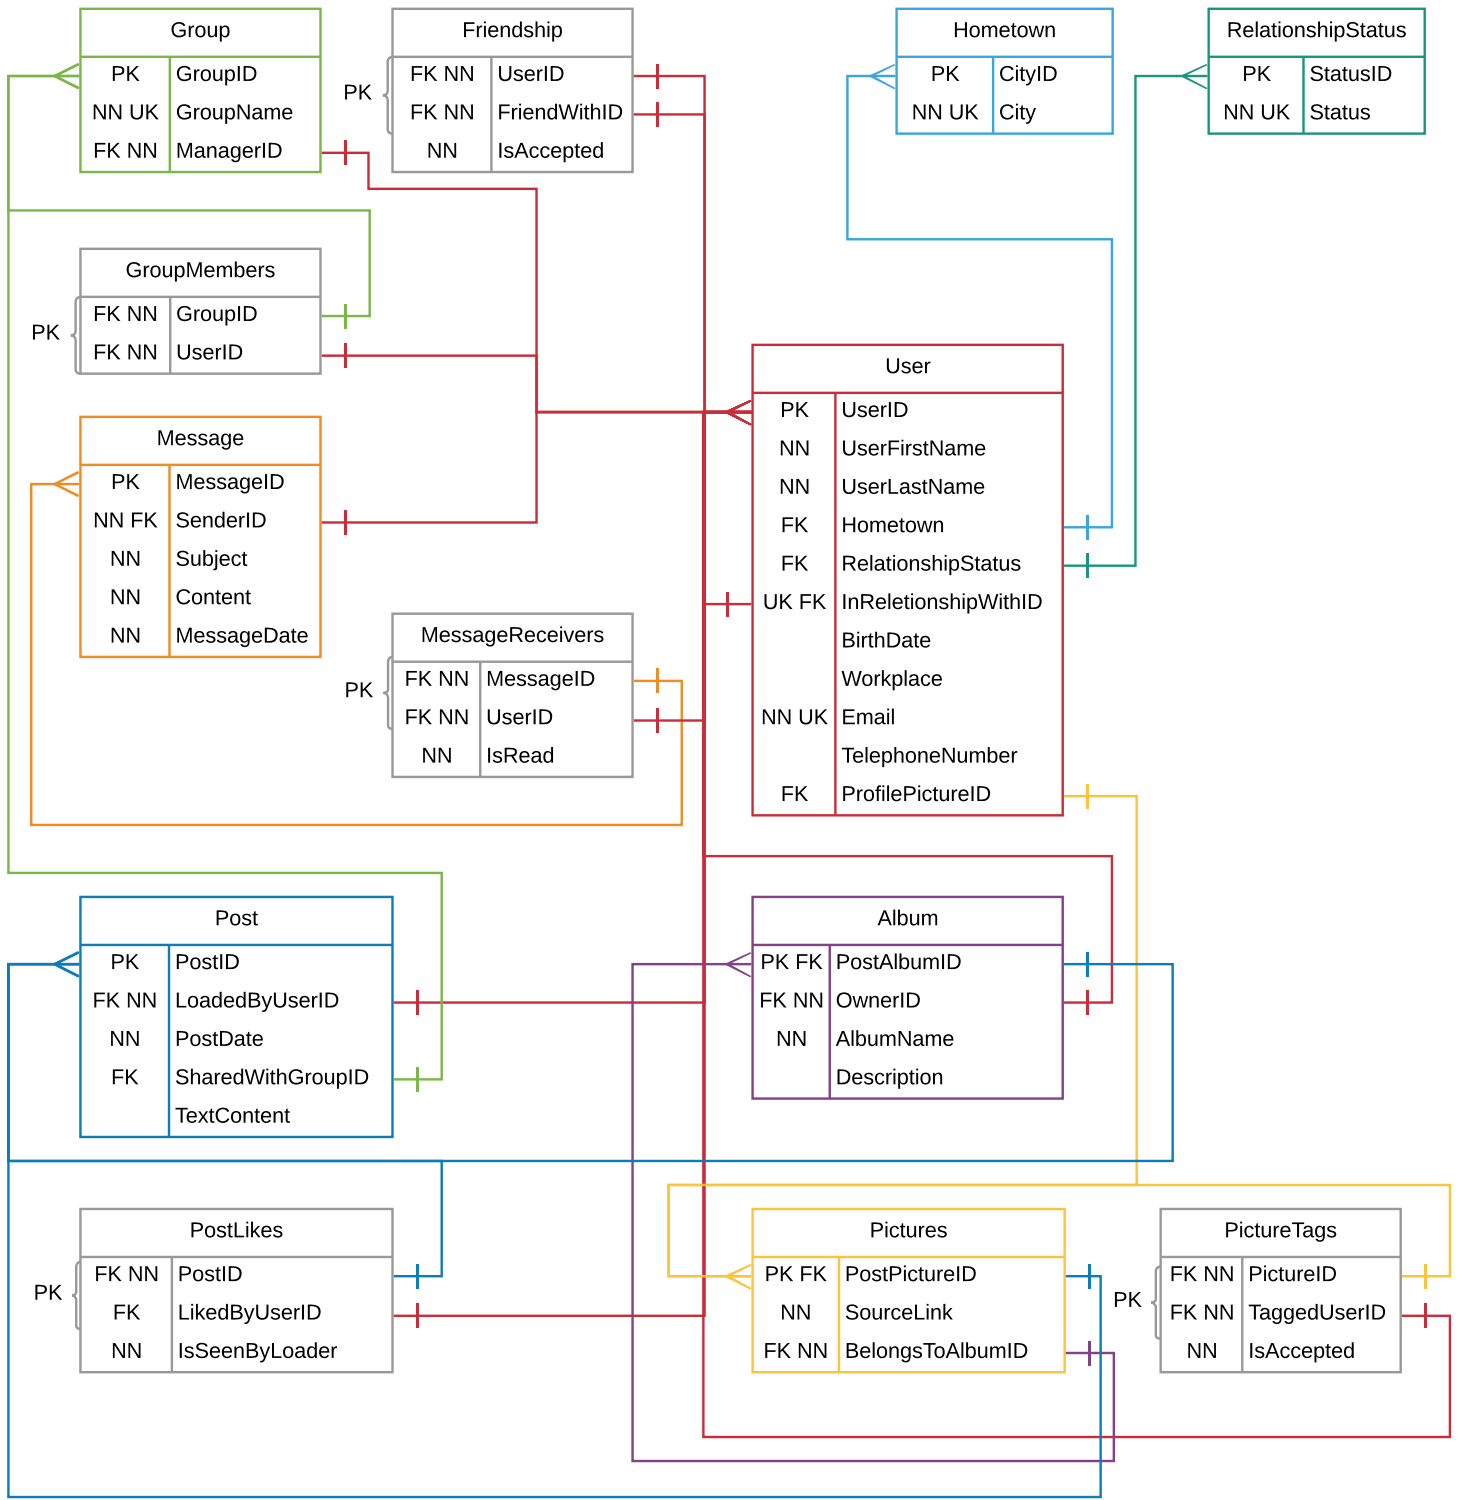 Group
PK GroupID
NN UK GroupName
FK NN ManagerID
Friendship
PK
FK NN UserID
FK NN FriendWithID
NN IsAccepted
Hometown
PK CityID
NN UK City
RelationshipStatus
PK StatusID
NN UK Status
GroupMembers
PK
FK NN GroupID
FK NN UserID
Message
PK MessageID
NN FK SenderID
NN Subject
NN Content
NN MessageDate
User
PK UserID
NN UserFirstName
NN UserLastName
FK Hometown
FK RelationshipStatus
UK FK InReletionshipWithID
BirthDate
Workplace
NN UK Email
TelephoneNumber
FK ProfilePictureID
MessageReceivers
PK
FK NN MessageID
FK NN UserID
NN IsRead
Post
PK PostID
FK NN LoadedByUserID
NN PostDate
FK SharedWithGroupID
TextContent
Album
PK FK PostAlbumID
FK NN OwnerID
NN AlbumName
Description
PostLikes
PK
FK NN PostID
FK LikedByUserID
NN IsSeenByLoader
Pictures
PK FK PostPictureID
NN SourceLink
FK NN BelongsToAlbumID
PictureTags
PK
FK NN PictureID
FK NN TaggedUserID
NN IsAccepted